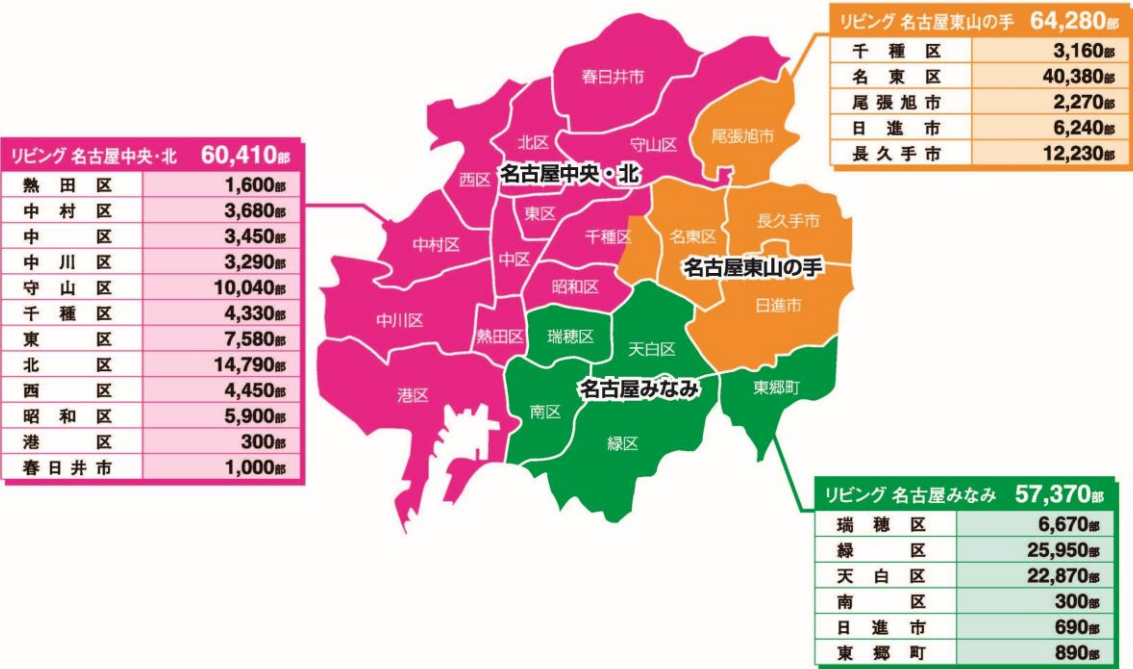 リビング 名古屋東山の手 64,280部
千種区 3,160部
名東区 40,380部
尾張旭市 2,270部
日進市 6,240部
長久手市 12,230部
リビング 名古屋中央・北 60,410部
熱田区 1,600部
中村区 3,680部
中区 3,450部
中川区 3,290部
守山区 10,040部
千種区 4,330部
東区 7,580部
北区 14,790部
西区 4,450部
昭和区 5,900部
港区 300部
春日井市 1,000部
春日井市
北区
守山区
尾張旭市
西区
名古屋中央・北
東区
千種区
名東区
長久手市
中村区
中区
名古屋東山の手
昭和区
日進市
中川区
熱田区
瑞穂区
天白区
港区
南区
名古屋みなみ
東郷町
緑区
リビング 名古屋みなみ 57,370部
瑞穂区 6,670部
緑区 25,950部
天白区 22,870部
南区 300部
日進市 690部
東郷町 890部